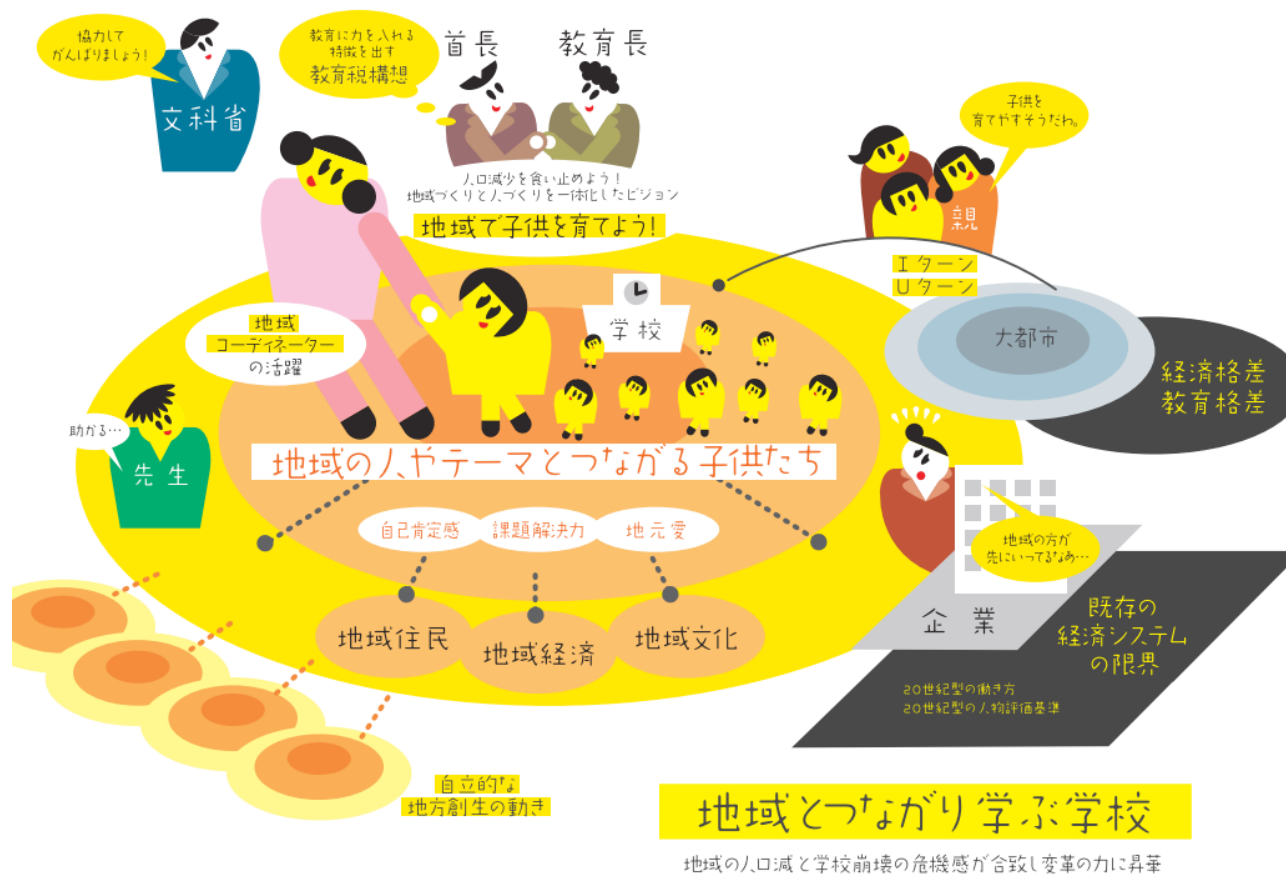 協力して
がんばりましょう!
文科省
教育に力を入れる
特徴を出す
教育税構想
首長
教育長
人口減少を食い止めよう!
地域づくりと人づくりを一体化したビジョン
地域で子供を育てよう!
子供を
育てやすそうだわ。
親
Iターン
Uターン
大都市
経済格差
教育格差
学校
地域
コーディネーター
の活躍
助かる…
先生
地域の人やテーマとつながる子供たち
自己肯定感
課題解決力
地元愛
地域住民
地域経済
地域文化
地域の方が
先にいってるなぁ…
企業
既存の
経済システム
の限界
20世紀型の働き方
20世紀型の人物評価基準
自立的な
地方創生の動き
地域とつながり学ぶ学校
地域の人口減と学校崩壊の危機感が合致し変革の力に昇華